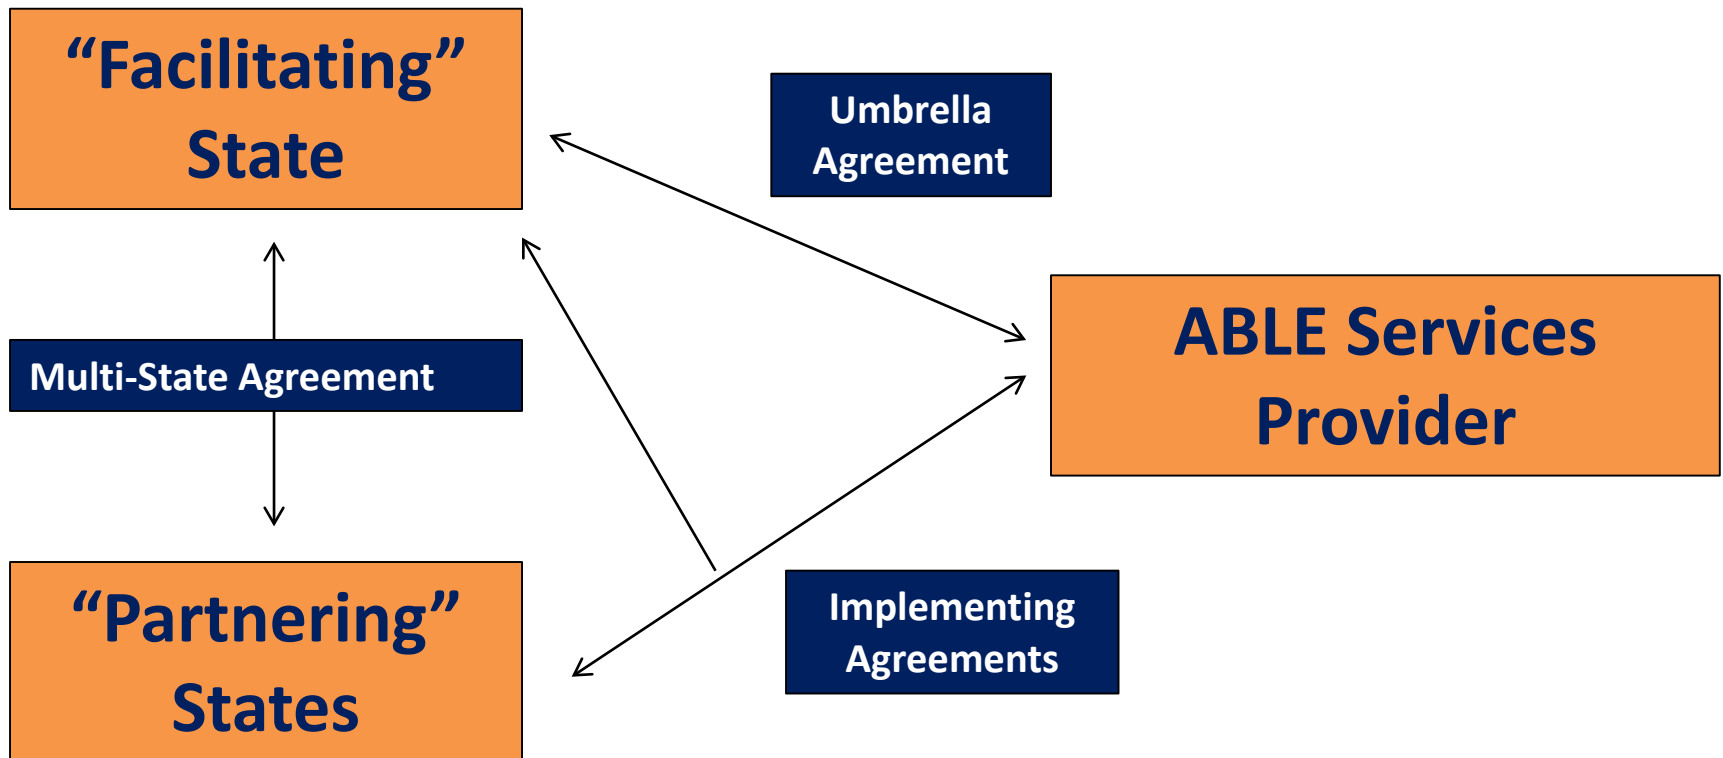 “Facilitating”
State
Umbrella
Agreement
ABLE Services
Provider
Multi-State Agreement
“Partnering”
States
Implementing
Agreements